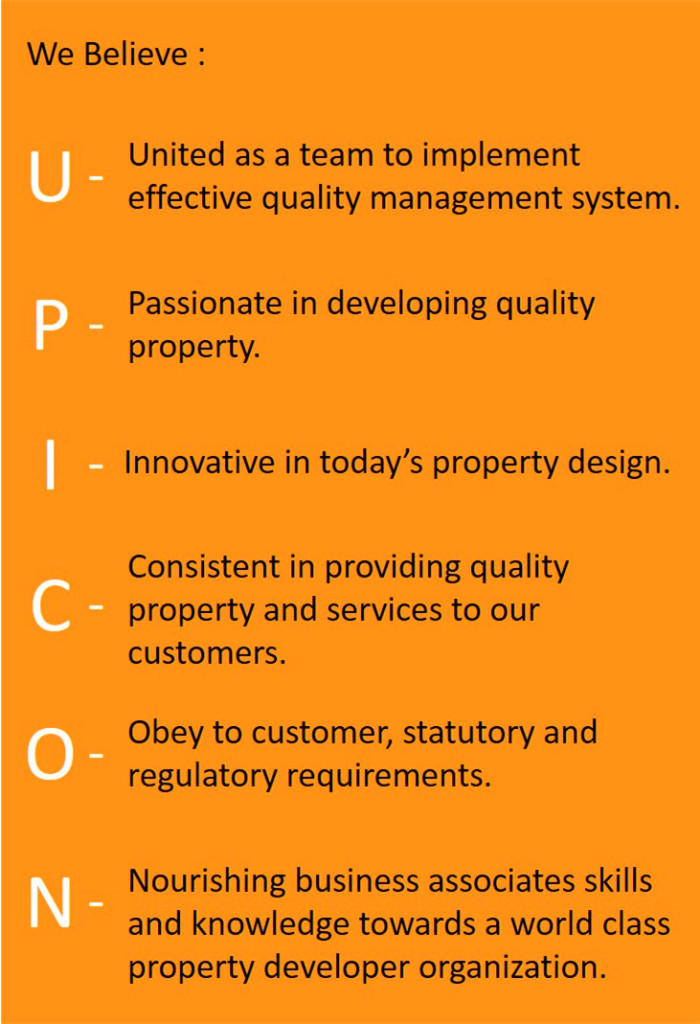 We Believe :
U - United as a team to implement
effective quality management system.
P - Passionate in developing quality
property.
I - Innovative in today’s property design.
C - Consistent in providing quality
property and services to our
customers.
O - Obey to customer, statutory and
regulatory requirements.
N - Nourishing business associates skills
and knowledge towards a world class
property developer organization.